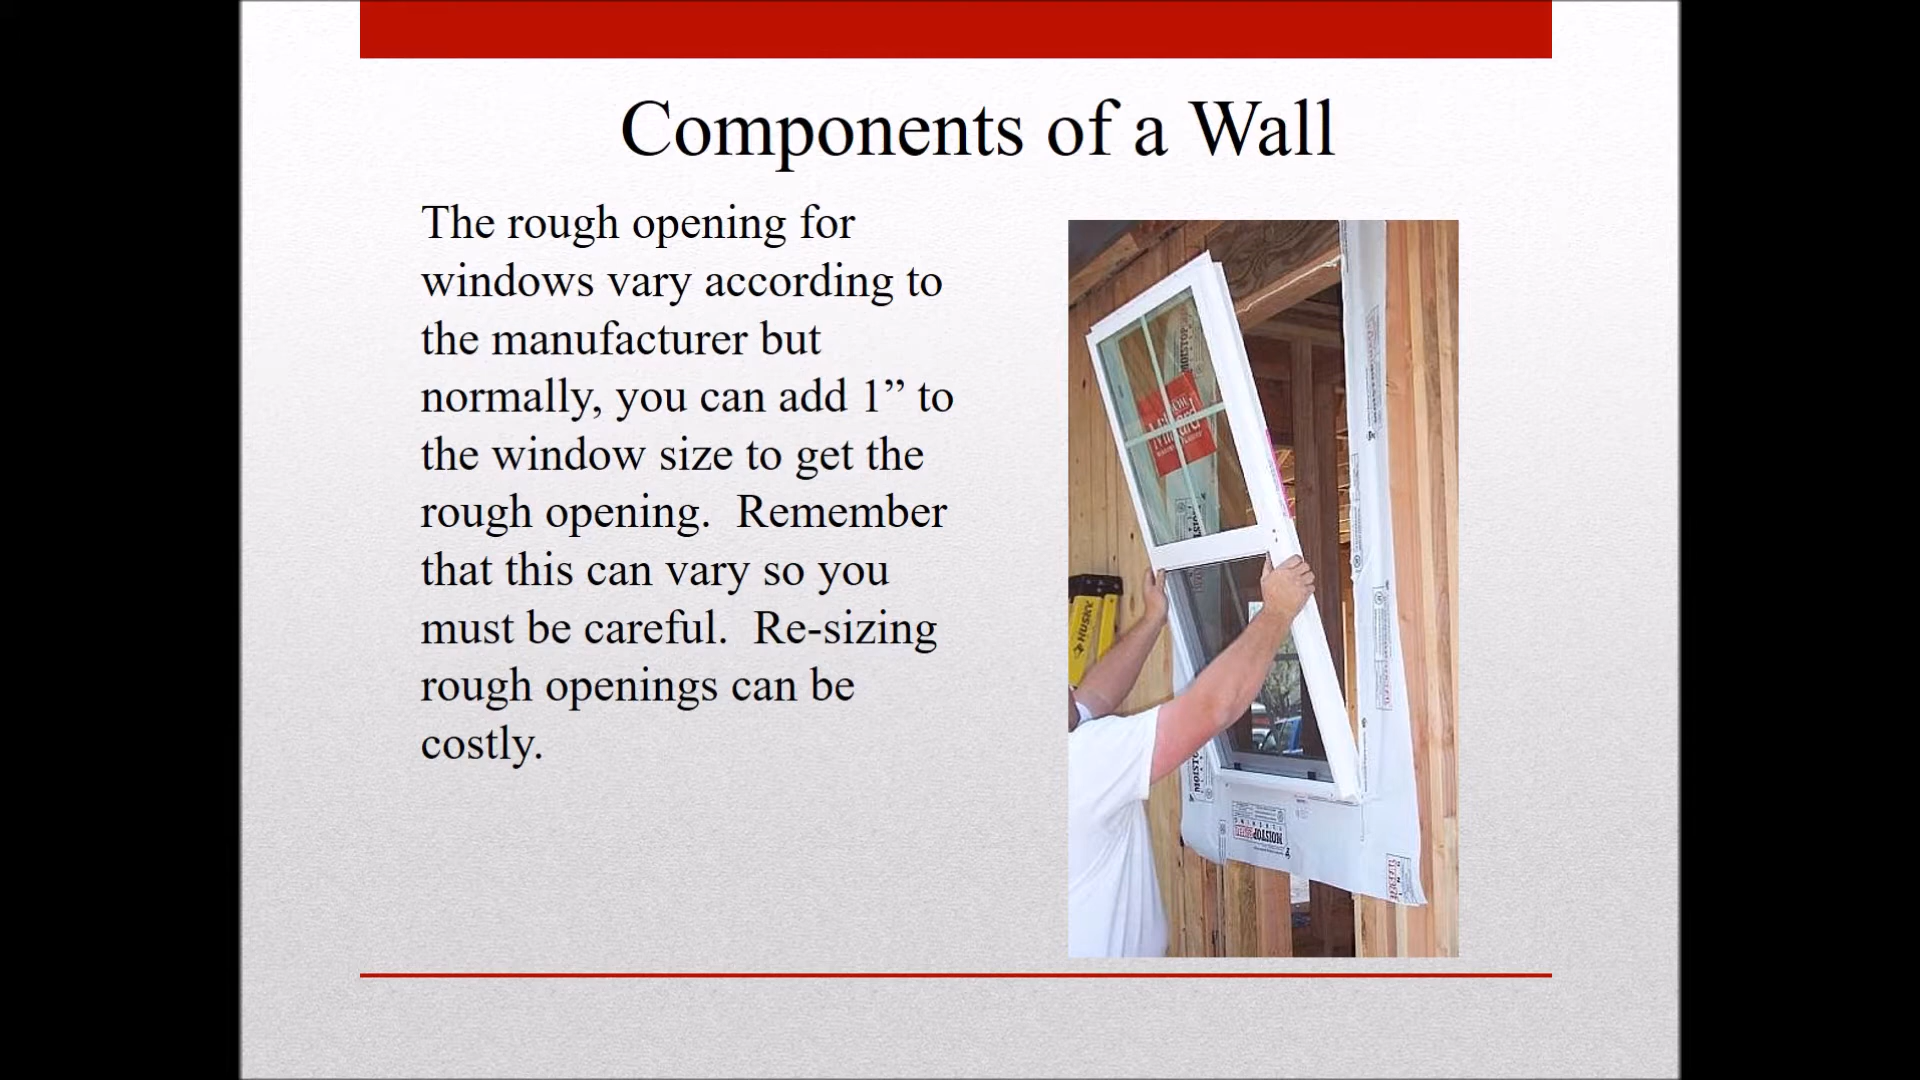 Components of a Wall
The rough opening for
windows vary according to
the manufacturer but
normally, you can add 1” to
the window size to get the
rough opening.  Remember
that this can vary so you
must be careful.  Re-sizing
rough openings can be
costly.
HUSKY
MOISTOP